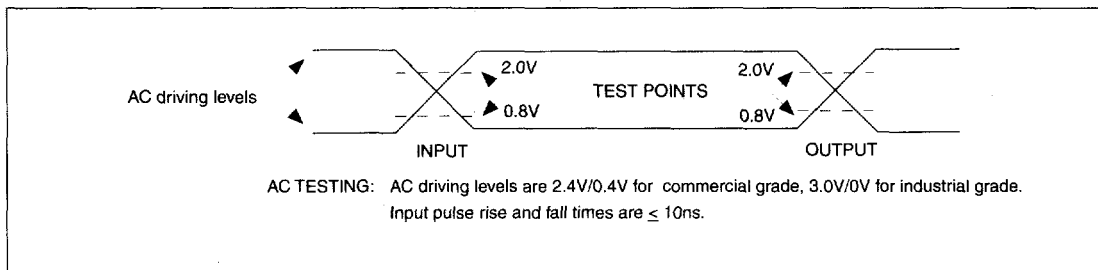 2.0V
2.0V
AC driving levels
TEST POINTS
0.8V
0.8V
INPUT
OUTPUT
AC TESTING: AC driving levels are 2.4V/0.4V for commercial grade, 3.0V/0V for industrial grade.
Input pulse rise and fall times are ≤ 10ns.